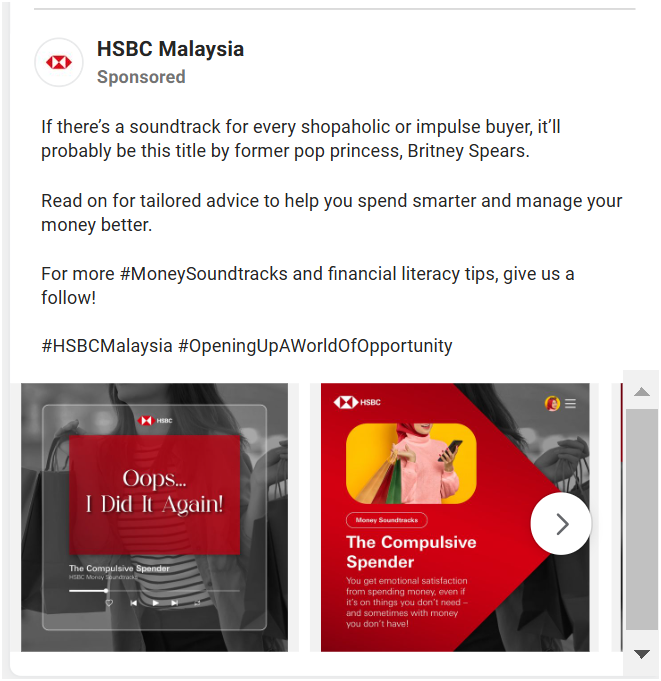 HSBC Malaysia
Sponsored
If there’s a soundtrack for every shopaholic or impulse buyer, it’ll
probably be this title by former pop princess, Britney Spears.
Read on for tailored advice to help you spend smarter and manage your
money better.
For more #MoneySoundtracks and financial literacy tips, give us a
follow!
#HSBCMalaysia #OpeningUpAWorldOfOpportunity
HSBC
Oops...
I Did It Again!
The Compulsive Spender
HSBC Money Soundtracks
HSBC
Money Soundtracks
The Compulsive
Spender
You get emotional satisfaction
from spending money, even if
it’s on things you don’t need –
and sometimes with money
you don’t have!